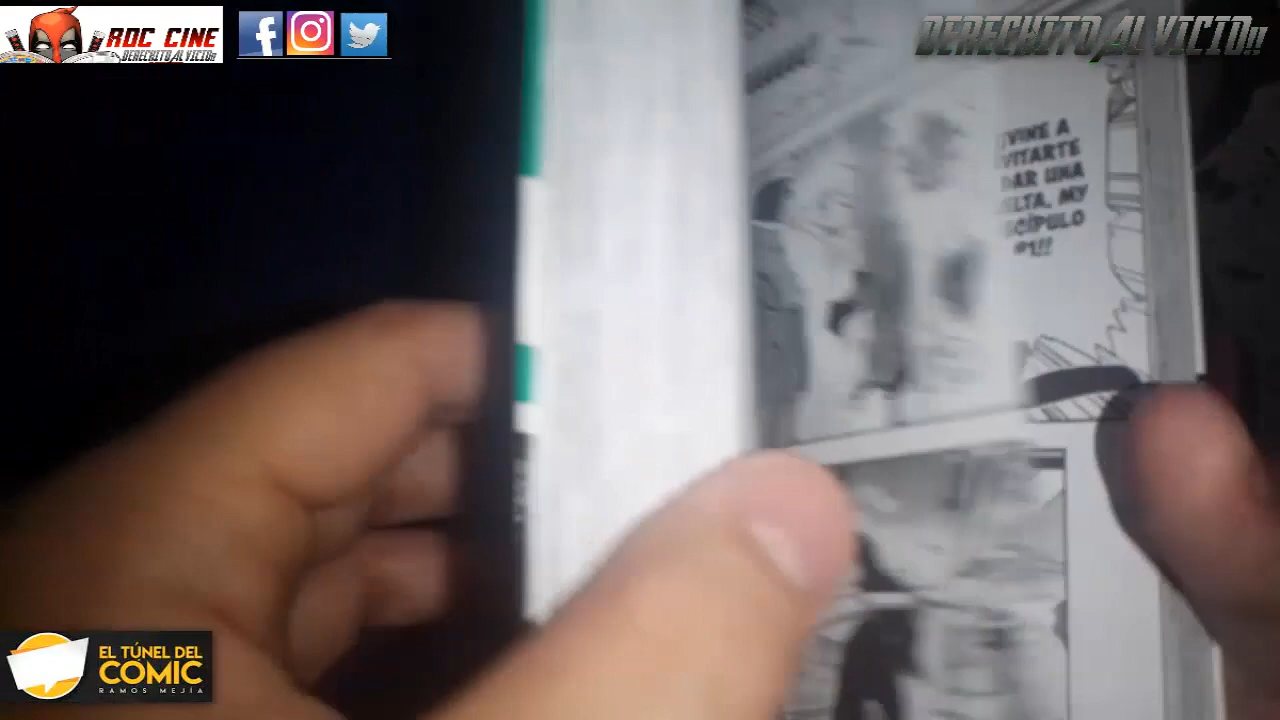 ROC CINE
DERECHITO AL VICIO!!
DERECHITO AL VICIO!!
¡VINE A
VITARTE
DAR UNA
ELTA, MY
SCÍPULO
#1!!
EL TÚNEL DEL
COMIC
RAMOS MEJÍA